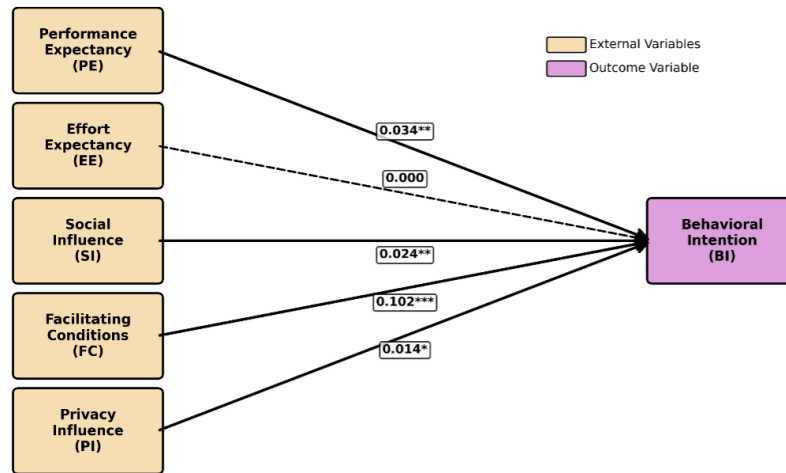 Performance
Expectancy
(PE)
External Variables
Outcome Variable
Effort
Expectancy
(EE)
0.034**
0.000
Social
Influence
(SI)
0.024**
Behavioral
Intention
(BI)
Facilitating
Conditions
(FC)
0.102***
0.014*
Privacy
Influence
(PI)